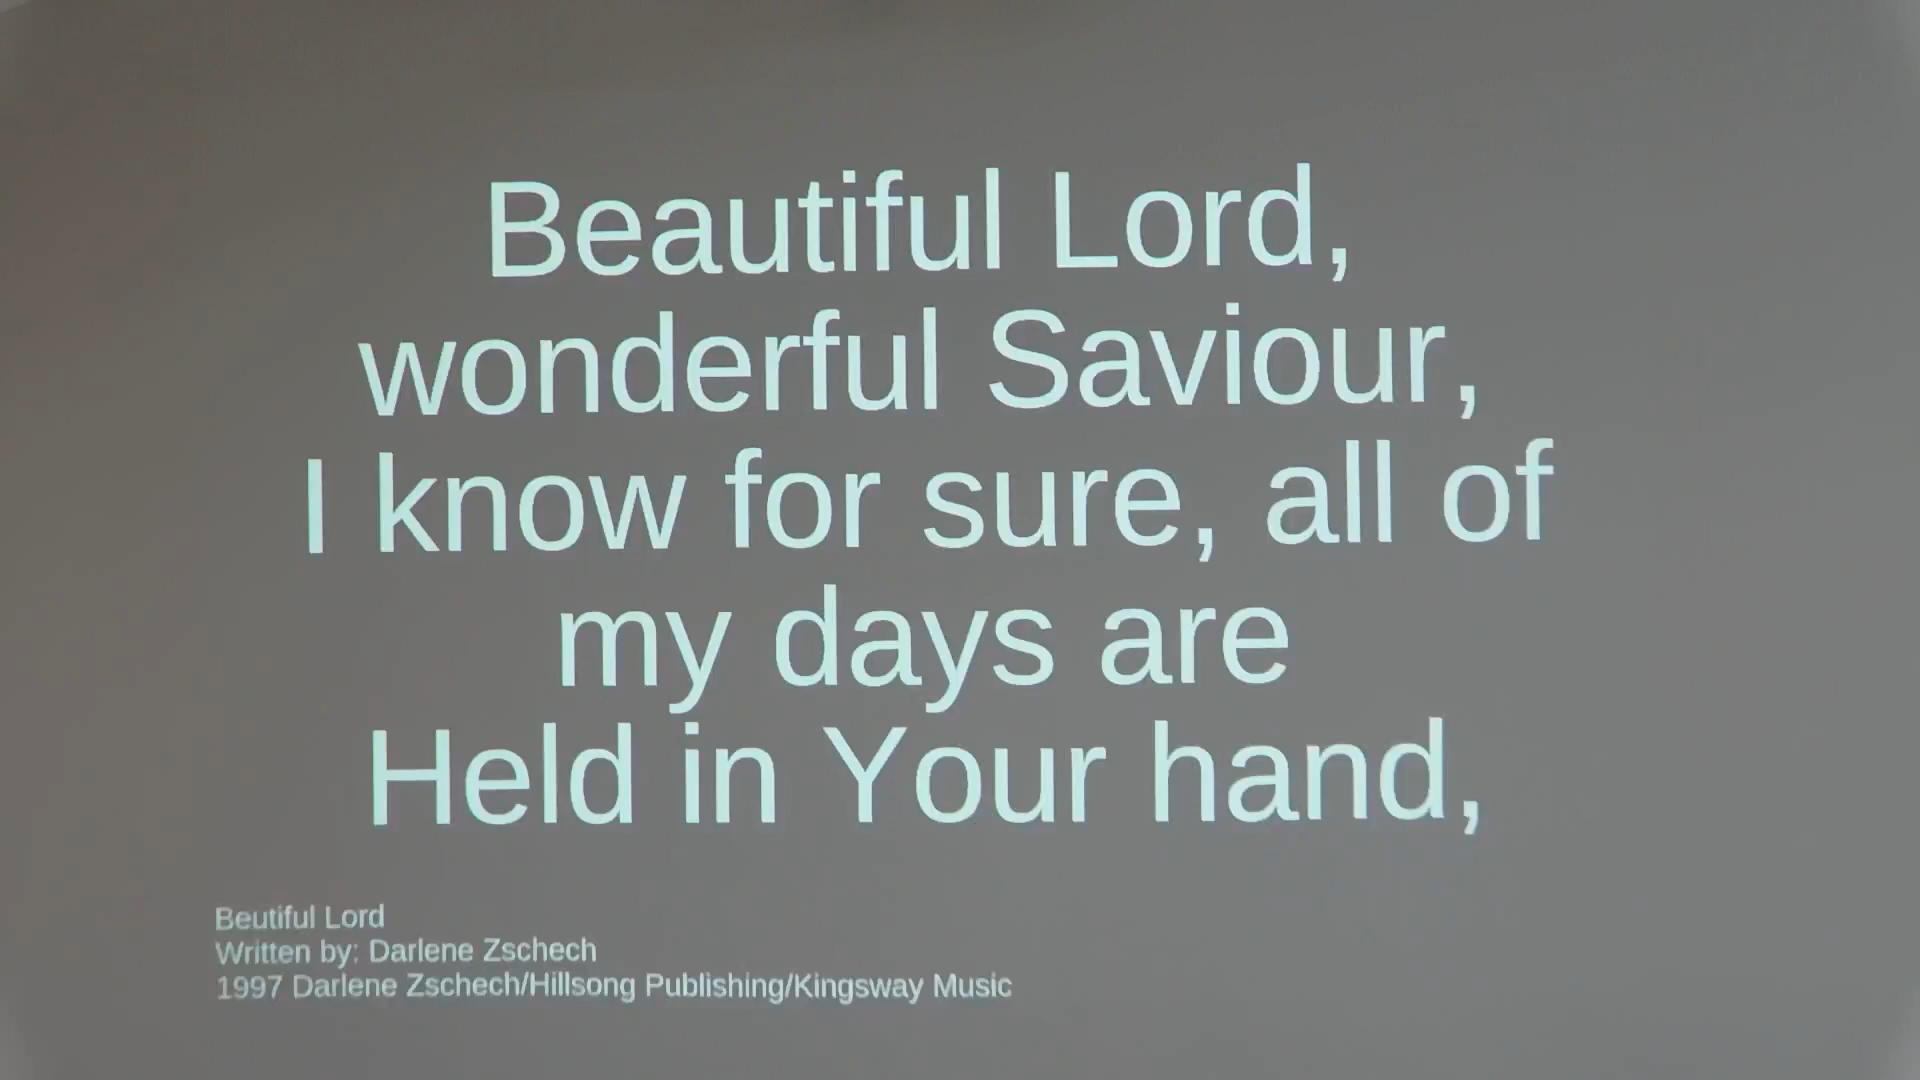 Beautiful Lord,
wonderful Saviour,
I know for sure, all of
my days are
Held in Your hand,
Beutiful Lord
Written by: Darlene Zschech
1997 Darlene Zschech/Hillsong Publishing/Kingsway Music